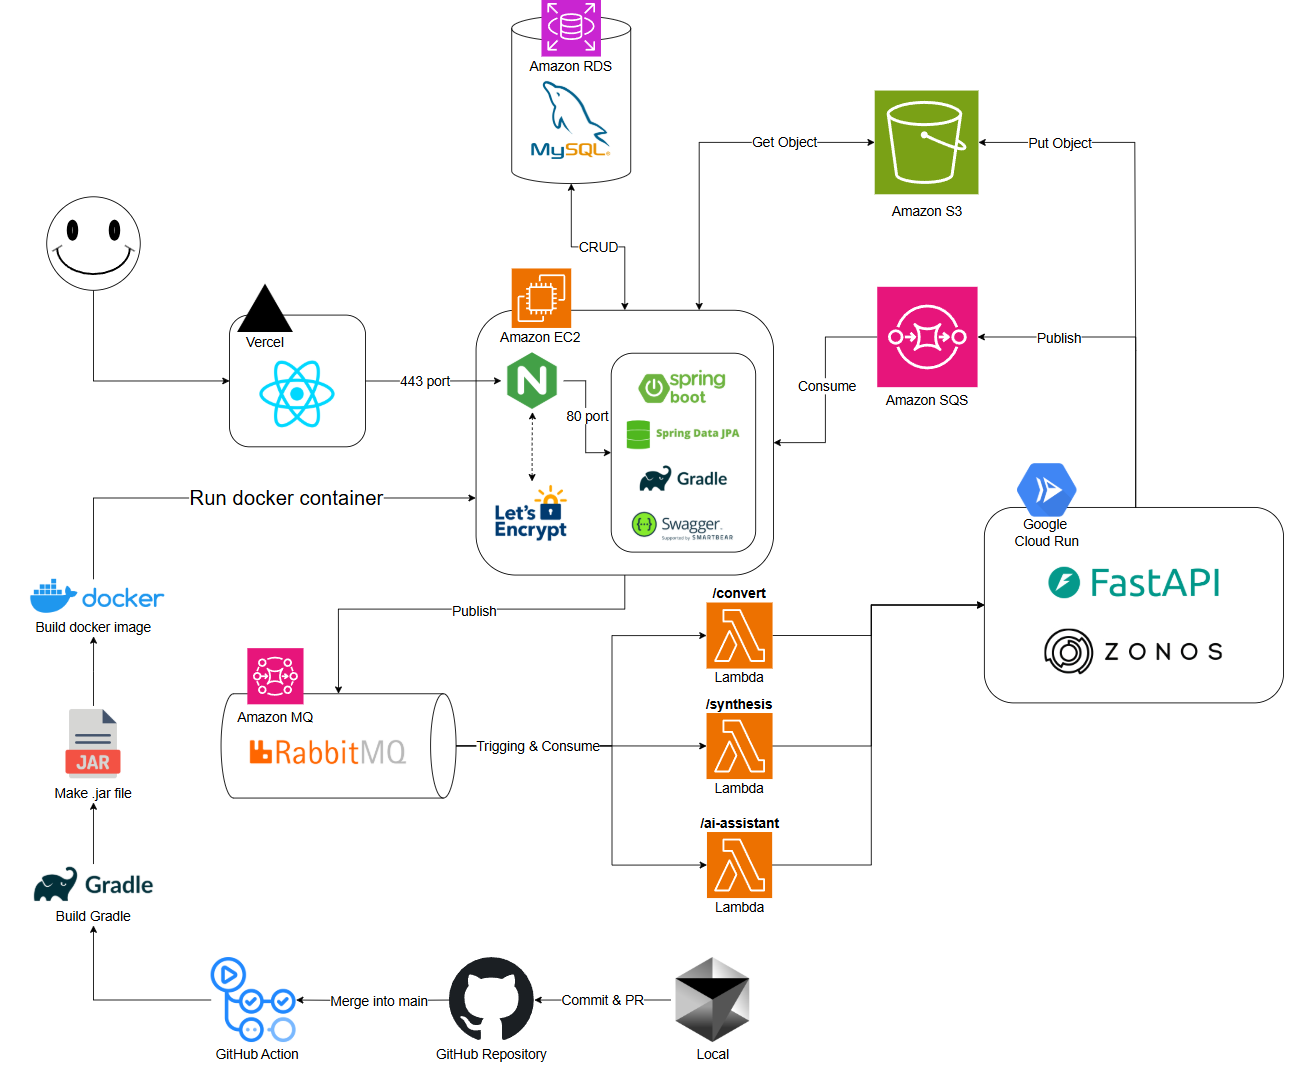 Amazon RDS
MySQL
Get Object
Put Object
Amazon S3
CRUD
Amazon EC2
Vercel
443 port
80 port
spring
boot
Spring Data JPA
Gradle
Swagger.
Supported by SMARTBEAR
Let's
Encrypt
Consume
Publish
Amazon SQS
Run docker container
Google
Cloud Run
FastAPI
ZONOS
docker
Build docker image
Publish
/convert
Lambda
Amazon MQ
RabbitMQ
Trigging & Consume
/synthesis
Lambda
/ai-assistant
Lambda
JAR
Make .jar file
Gradle
Build Gradle
GitHub Action
Merge into main
GitHub Repository
Commit & PR
Local